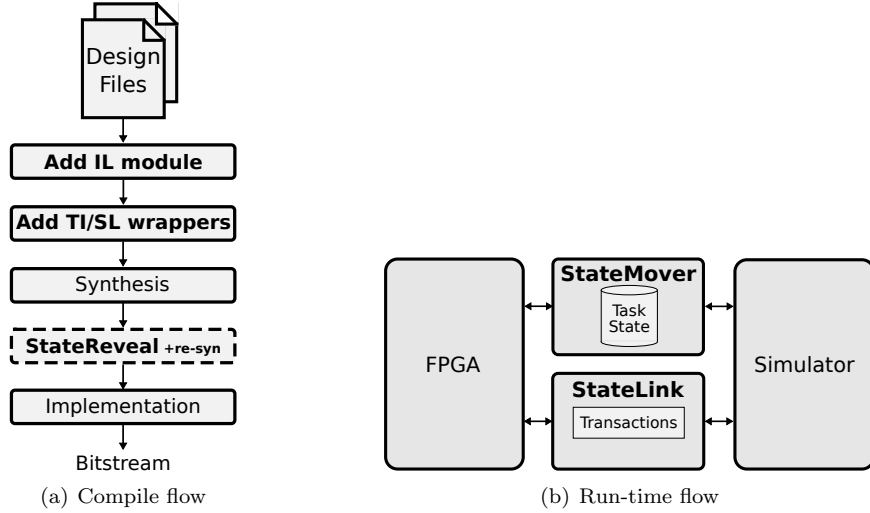 Design
Files
Add IL module
Add TI/SL wrappers
Synthesis
StateReveal +re-syn
Implementation
Bitstream
(a) Compile flow
FPGA
StateMover
Task
State
StateLink
Transactions
Simulator
(b) Run-time flow